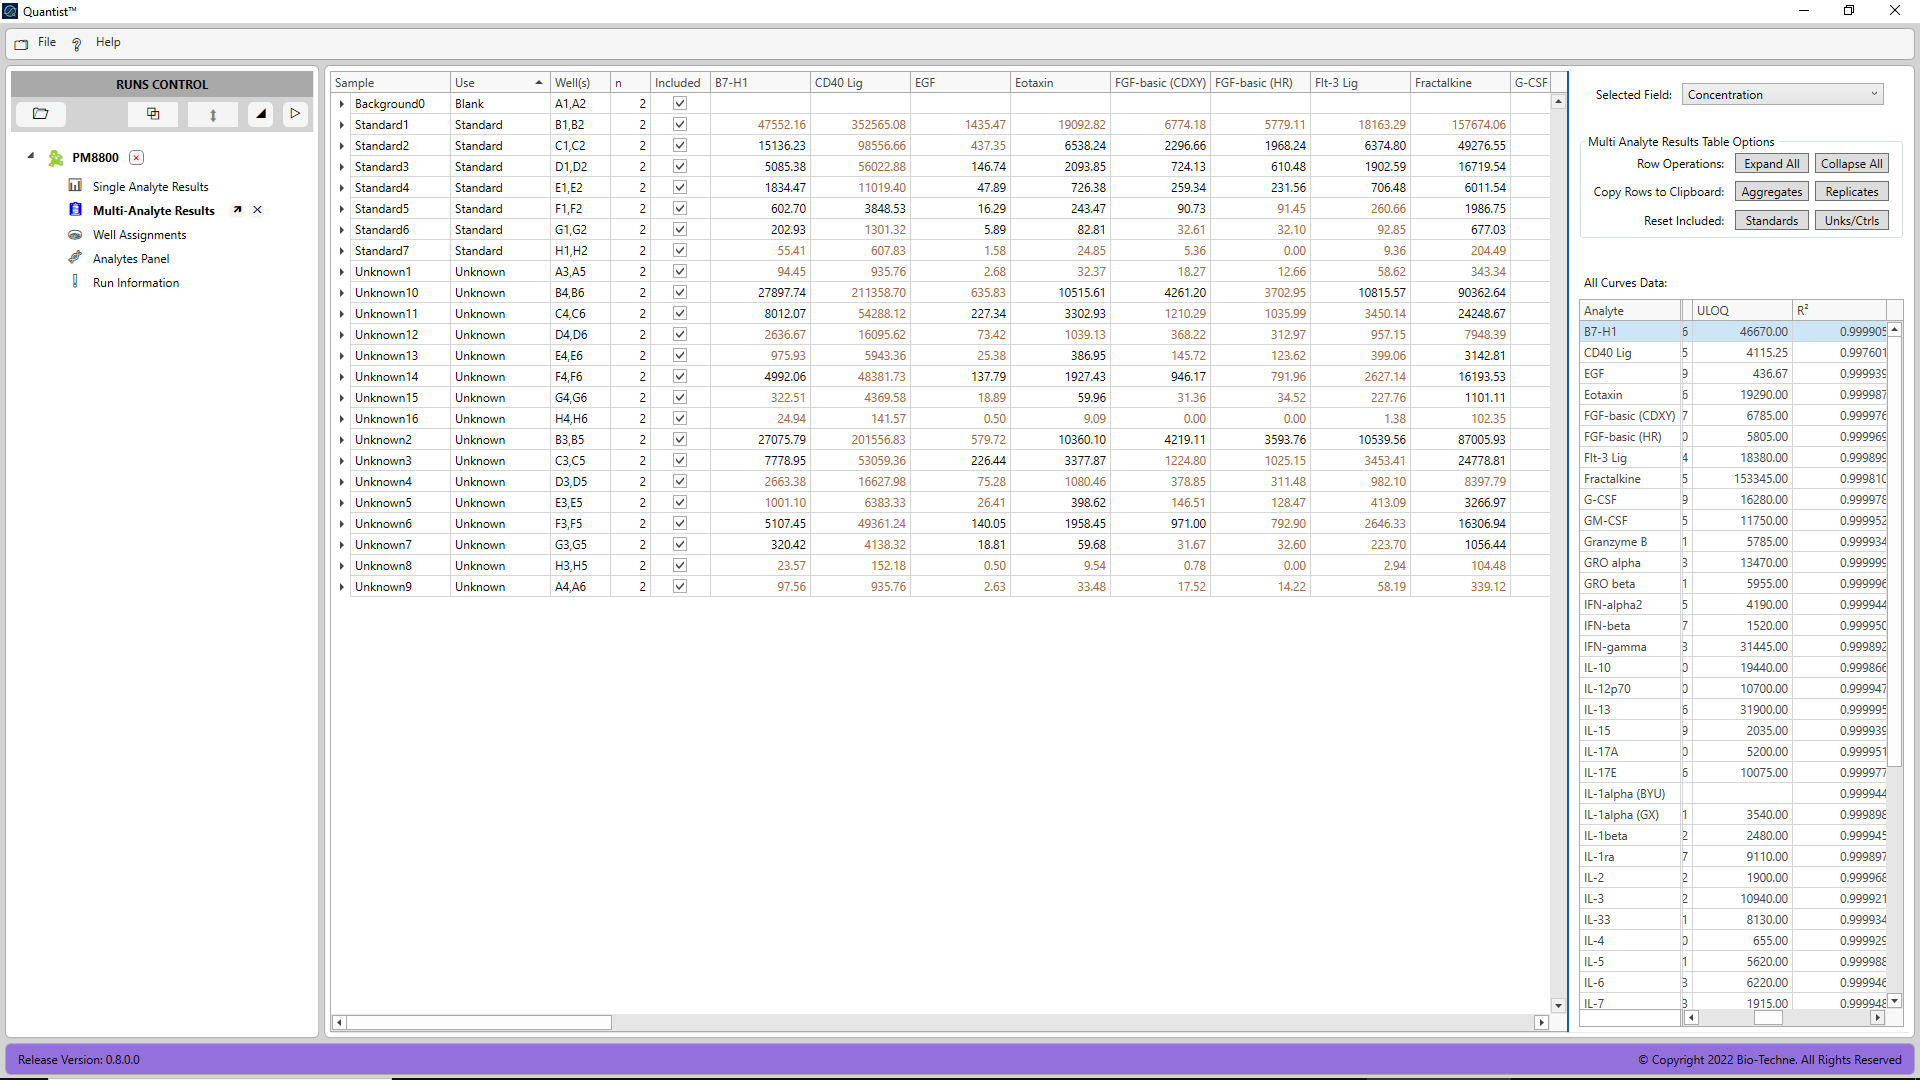 Quantist™
File Help
RUNS CONTROL
PM8800
Single Analyte Results
Multi-Analyte Results
Well Assignments
Analytes Panel
Run Information
Sample Use Well(s) n Included B7-H1 CD40 Lig EGF Eotaxin FGF-basic (CDXY) FGF-basic (HR) Flt-3 Lig Fractalkine G-CSF
Background0 Blank A1,A2 2
Standard1 Standard B1,B2 2 47552.16 352565.08 1435.47 19092.82 6774.18 5779.11 18163.29 157674.06
Standard2 Standard C1,C2 2 15136.23 98556.66 437.35 6538.24 2296.66 1968.24 6374.80 49276.55
Standard3 Standard D1,D2 2 5085.38 56022.88 146.74 2093.85 724.13 610.48 1902.59 16719.54
Standard4 Standard E1,E2 2 1834.47 11019.40 47.89 726.38 259.34 231.56 706.48 6011.54
Standard5 Standard F1,F2 2 602.70 3848.53 16.29 243.47 90.73 91.45 260.66 1986.75
Standard6 Standard G1,G2 2 202.93 1301.32 5.89 82.81 32.61 32.10 92.85 677.03
Standard7 Standard H1,H2 2 55.41 607.83 1.58 24.85 5.36 0.00 9.36 204.49
Unknown1 Unknown A3,A5 2 94.45 935.76 2.68 32.37 18.27 12.66 58.62 343.34
Unknown10 Unknown B4,B6 2 27897.74 211358.70 635.83 10515.61 4261.20 3702.95 10815.57 90362.64
Unknown11 Unknown C4,C6 2 8012.07 54288.12 227.34 3302.93 1210.29 1035.99 3450.14 24248.67
Unknown12 Unknown D4,D6 2 2636.67 16095.62 73.42 1039.13 368.22 312.97 957.15 7948.39
Unknown13 Unknown E4,E6 2 975.93 5943.36 25.38 386.95 145.72 123.62 399.06 3142.81
Unknown14 Unknown F4,F6 2 4992.06 48381.73 137.79 1927.43 946.17 791.96 2627.14 16193.53
Unknown15 Unknown G4,G6 2 322.51 4369.58 18.89 59.96 31.36 34.52 227.76 1101.11
Unknown16 Unknown H4,H6 2 24.94 141.57 0.50 9.09 0.00 0.00 1.38 102.35
Unknown2 Unknown B3,B5 2 27075.79 201556.83 579.72 10360.10 4219.11 3593.76 10539.56 87005.93
Unknown3 Unknown C3,C5 2 7778.95 53059.36 226.44 3377.87 1224.80 1025.15 3453.41 24778.81
Unknown4 Unknown D3,D5 2 2663.38 16627.98 75.28 1080.46 378.85 311.48 982.10 8397.79
Unknown5 Unknown E3,E5 2 1001.10 6383.33 26.41 398.62 146.51 128.47 413.09 3266.97
Unknown6 Unknown F3,F5 2 5107.45 49361.24 140.05 1958.45 971.00 792.90 2646.33 16306.94
Unknown7 Unknown G3,G5 2 320.42 4138.32 18.81 59.68 31.67 32.60 223.70 1056.44
Unknown8 Unknown H3,H5 2 23.57 152.18 0.50 9.54 0.78 0.00 2.94 104.48
Unknown9 Unknown A4,A6 2 97.56 935.76 2.63 33.48 17.52 14.22 58.19 339.12
Selected Field: Concentration
Multi Analyte Results Table Options
Row Operations: Expand All Collapse All
Copy Rows to Clipboard: Aggregates Replicates
Reset Included: Standards Unks/Ctrls
All Curves Data:
Analyte ULOQ R²
B7-H1 6 46670.00 0.999905
CD40 Lig 5 4115.25 0.997601
EGF 9 436.67 0.999939
Eotaxin 6 19290.00 0.999987
FGF-basic (CDXY) 7 6785.00 0.999976
FGF-basic (HR) 0 5805.00 0.999969
Flt-3 Lig 4 18380.00 0.999899
Fractalkine 5 153345.00 0.999810
G-CSF 9 16280.00 0.999978
GM-CSF 5 11750.00 0.999952
Granzyme B 1 5785.00 0.999934
GRO alpha 3 13470.00 0.999999
GRO beta 1 5955.00 0.999996
IFN-alpha2 5 4190.00 0.999944
IFN-beta 7 1520.00 0.999950
IFN-gamma 3 31445.00 0.999892
IL-10 0 19440.00 0.999866
IL-12p70 0 10700.00 0.999947
IL-13 6 31900.00 0.999995
IL-15 9 2035.00 0.999939
IL-17A 0 5200.00 0.999951
IL-17E 6 10075.00 0.999977
IL-1alpha (BYU) 0.999944
IL-1alpha (GX) 1 3540.00 0.999898
IL-1beta 2 2480.00 0.999945
IL-1ra 7 9110.00 0.999897
IL-2 2 1900.00 0.999968
IL-3 2 10940.00 0.999921
IL-33 1 8130.00 0.999934
IL-4 0 655.00 0.999929
IL-5 1 5620.00 0.999988
IL-6 3 6220.00 0.999946
IL-7 3 1915.00 0.999948
Release Version: 0.8.0.0
© Copyright 2022 Bio-Techne. All Rights Reserved